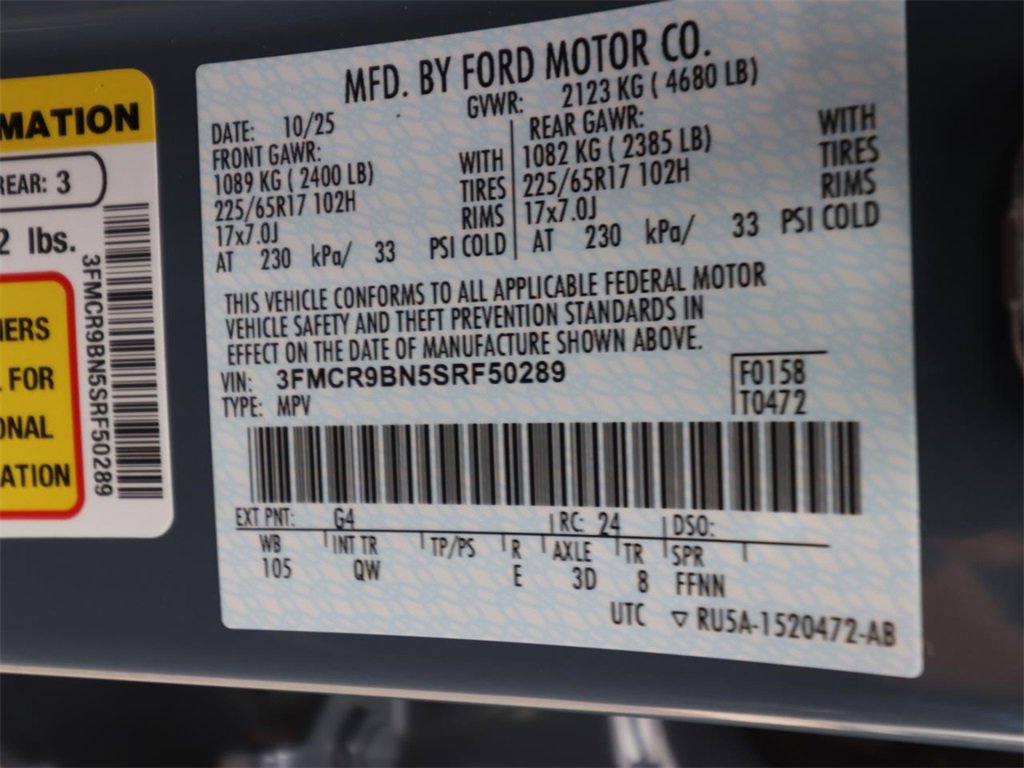 MATION
REAR: 3
2 lbs.
3FMCR9BN5SRF50289
FOR
ONAL
ATION
MFD. BY FORD MOTOR CO.
DATE: 10/25 GVWR: 2123 KG ( 4680 LB)
FRONT GAWR: REAR GAWR:
1089 KG ( 2400 LB) WITH 1082 KG ( 2385 LB) WITH
225/65R17 102H TIRES 225/65R17 102H TIRES
17x7.0J RIMS 17x7.0J RIMS
AT 230 kPa/ 33 PSI COLD AT 230 kPa/ 33 PSI COLD
THIS VEHICLE CONFORMS TO ALL APPLICABLE FEDERAL MOTOR
VEHICLE SAFETY AND THEFT PREVENTION STANDARDS IN
EFFECT ON THE DATE OF MANUFACTURE SHOWN ABOVE.
VIN: 3FMCR9BN5SRF50289 F0158
TYPE: MPV T0472
EXT PNT: G4 RC: 24 DSO:
WB INT TR TP/PS R AXLE TR SPR
105 QW E 3D 8 FFNN
UTC ▽ RU5A-1520472-AB